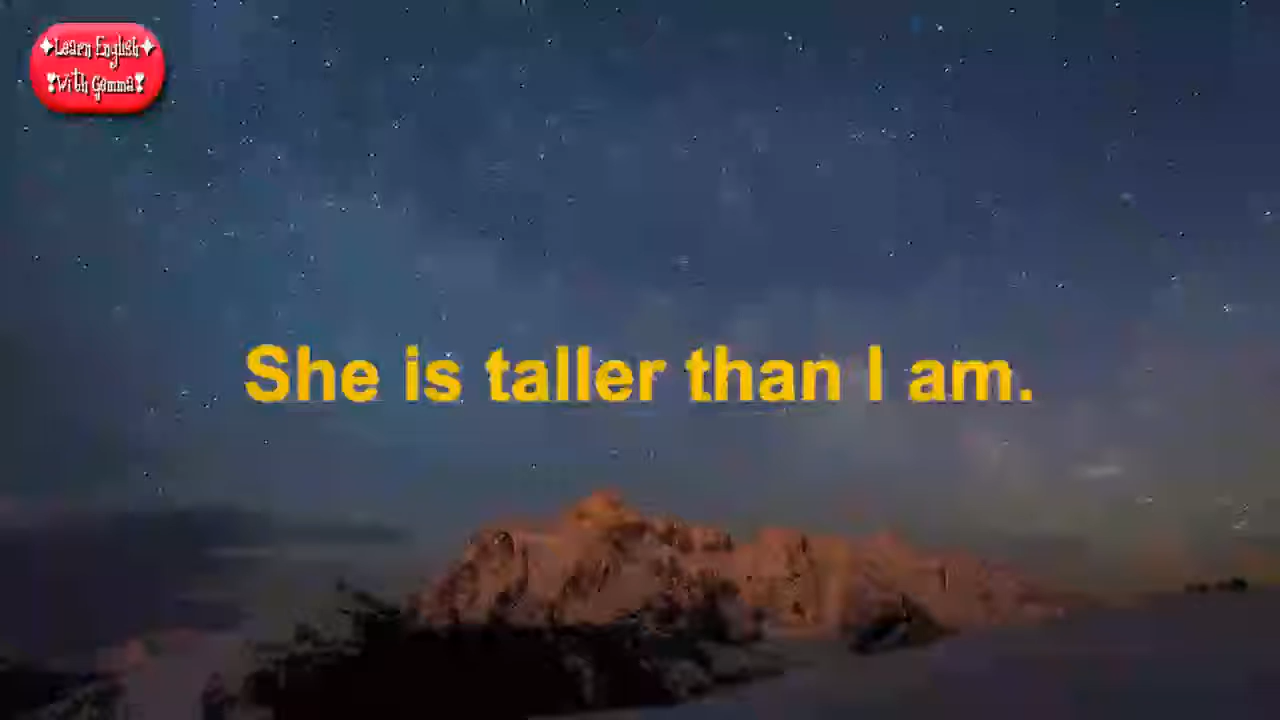 ✦Learn English✦
❣With Gemma❣
She is taller than I am.